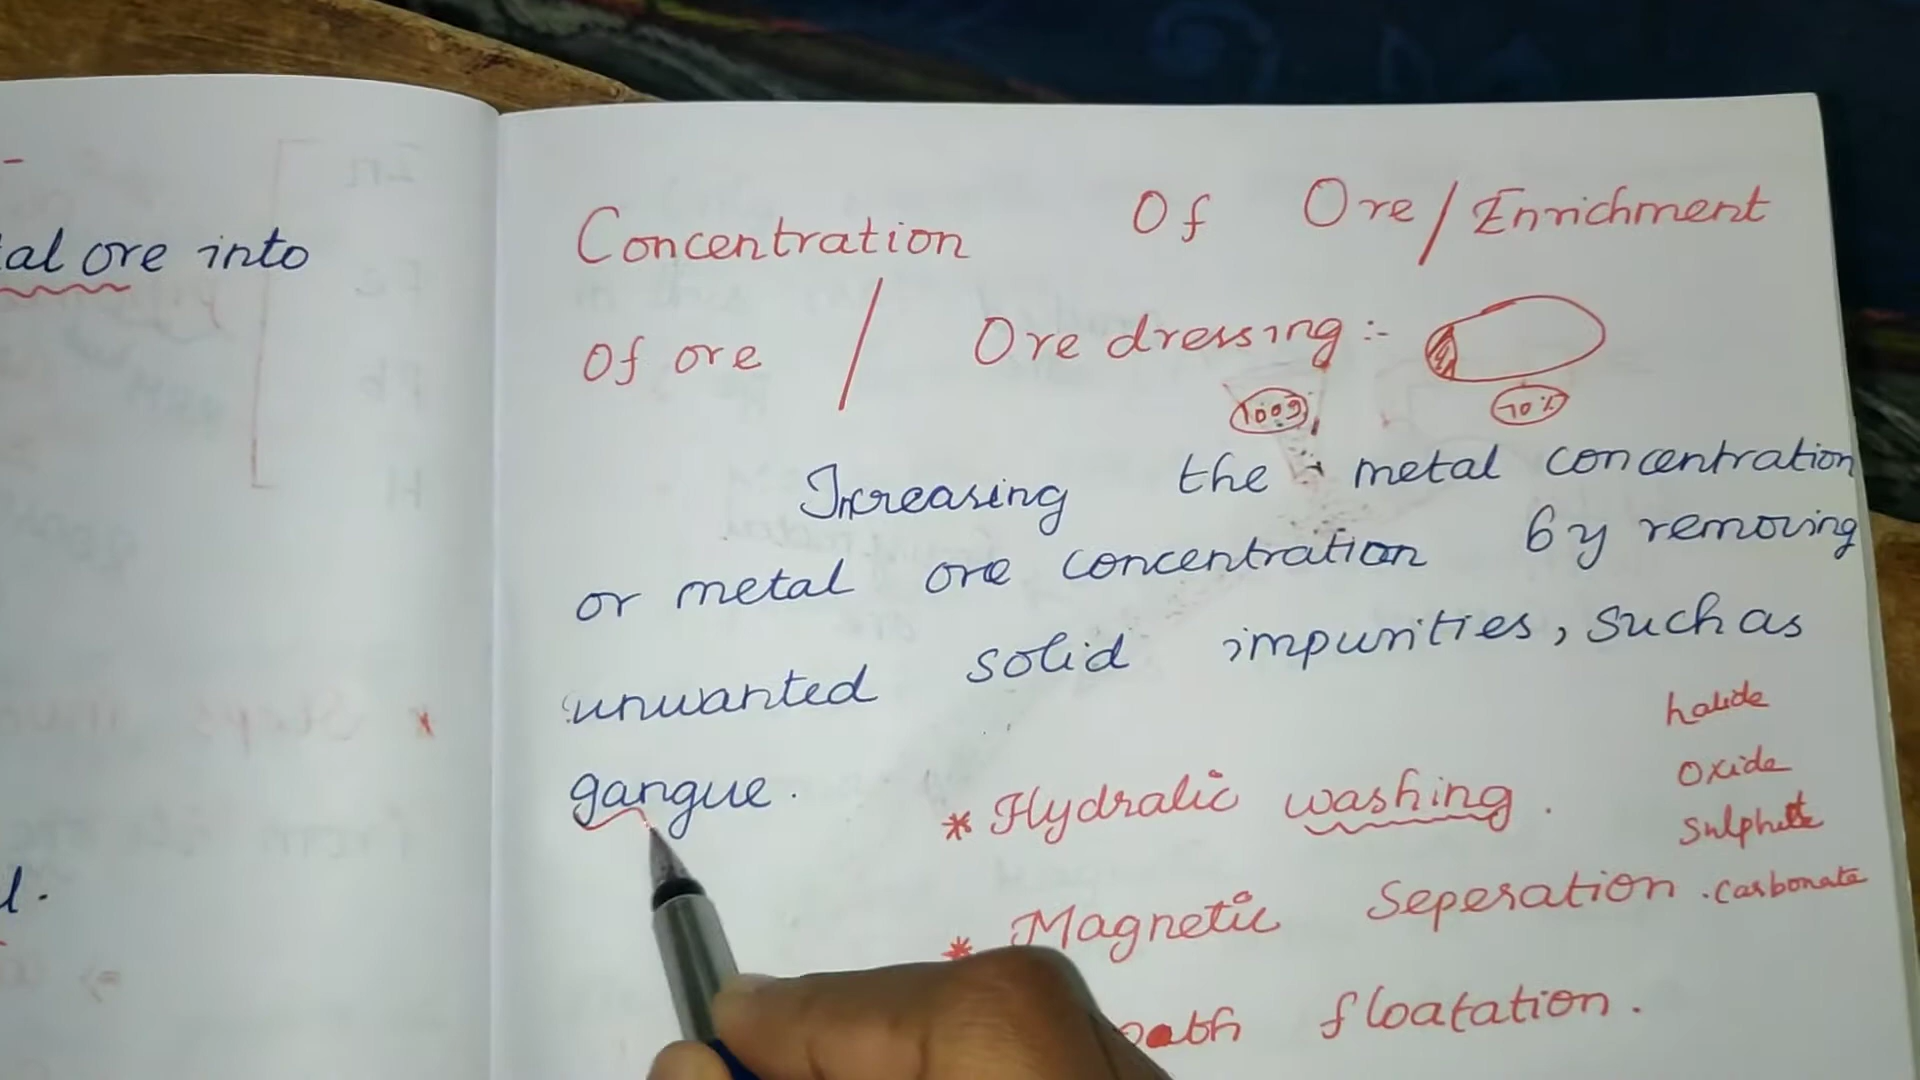 al ore into
l.
Concentration Of Ore/Enrichment
Of ore / Ore dressing :-
100g 70%
Increasing the metal concentration
or metal ore concentration by removing
unwanted solid impurities, such as
gangue.
halide
oxide
Sulphate
carbonate
* Hydralic washing.
* Magnetic Seperation.
floatation.